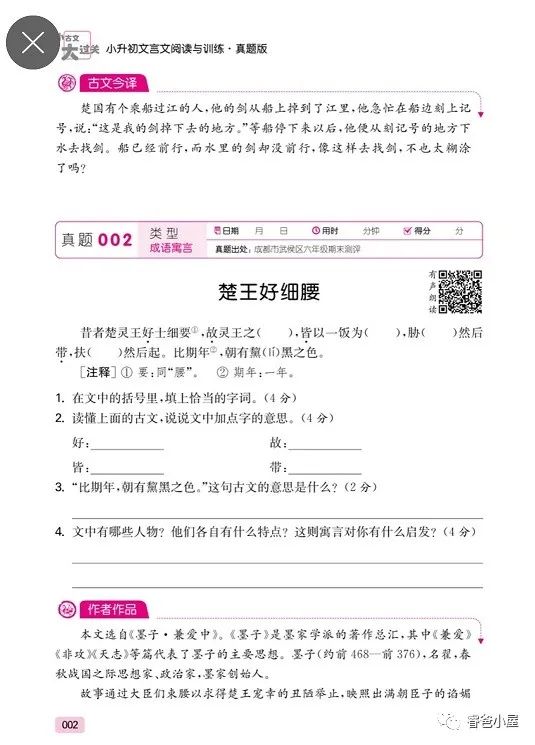 古文
大过关 小升初文言文阅读与训练·真题版
古文今译
楚国有个乘船过江的人,他的剑从船上掉到了江里,他急忙在船边刻上记
号,说:“这是我的剑掉下去的地方。”等船停下来以后,他便从刻记号的地方下
水去找剑。船已经前行,而水里的剑却没前行,像这样去找剑,不也太糊涂
了吗?
真题 002 类型 成语寓言 日期 月 日 用时 分钟 得分 分
真题出处:成都市武侯区六年级期末测评
楚王好细腰
有声朗读
昔者楚灵王好士细要①,故灵王之( ),皆以一饭为( ),胁( )然后
带,扶( )然后起。比期年②,朝有黧(lí)黑之色。
[注释] ① 要:同“腰”。 ② 期年:一年。
1. 在文中的括号里,填上恰当的字词。(4 分)
2. 读懂上面的古文,说说文中加点字的意思。(4 分)
好: 故:
皆: 带:
3. “比期年,朝有黧黑之色。”这句古文的意思是什么?(2 分)
4. 文中有哪些人物?他们各自有什么特点?这则寓言对你有什么启发?(4 分)
作者作品
本文选自《墨子·兼爱中》。《墨子》是墨家学派的著作总汇,其中《兼爱》
《非攻》《天志》等篇代表了墨子的主要思想。墨子(约前 468—前 376),名翟,春
秋战国之际思想家、政治家,墨家创始人。
故事通过大臣们束腰以求得楚王宠幸的丑陋举止,映照出满朝臣子的谄媚
002
睿爸小屋